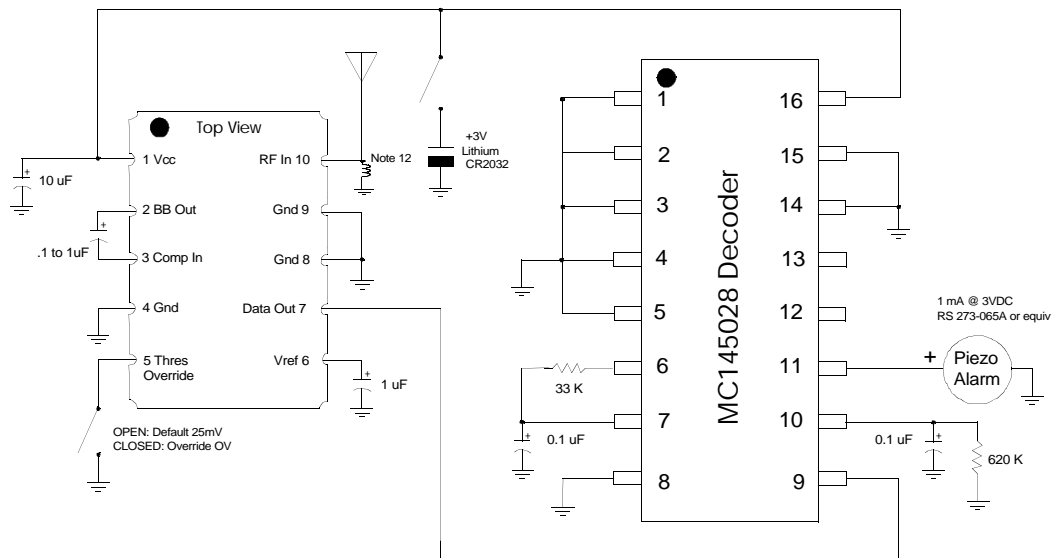 Top View
1 Vcc
RF In 10
Note 12
10 uF
2 BB Out
Gnd 9
.1 to 1uF
3 Comp In
Gnd 8
4 Gnd
Data Out 7
5 Thres
Override
Vref 6
1 uF
OPEN: Default 25mV
CLOSED: Override OV
+3V
Lithium
CR2032
MC145028 Decoder
1
2
3
4
5
6
7
8
16
15
14
13
12
11
10
9
33 K
0.1 uF
1 mA @ 3VDC
RS 273-065A or equiv
+
Piezo
Alarm
0.1 uF
620 K